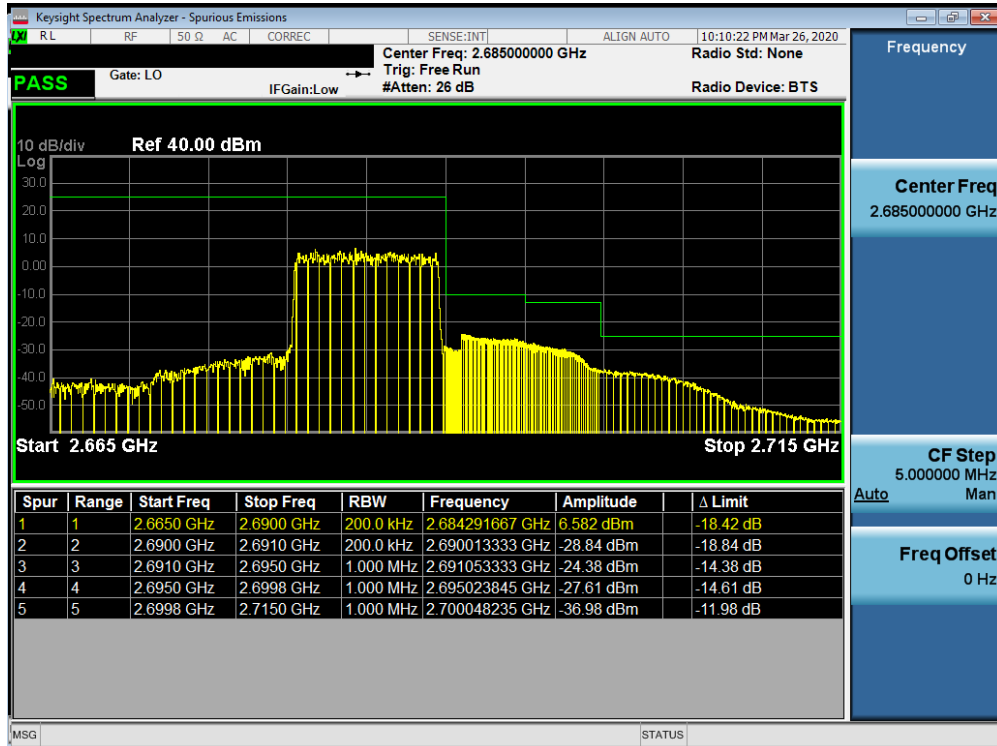 Keysight Spectrum Analyzer - Spurious Emissions
LXI RL RF 50 Ω AC CORREC SENSE:INT ALIGN AUTO 10:10:22 PM Mar 26, 2020
Center Freq: 2.685000000 GHz Radio Std: None
PASS Gate: LO Trig: Free Run
IFGain:Low #Atten: 26 dB Radio Device: BTS
10 dB/div Ref 40.00 dBm
Log
30.0
20.0
10.0
0.00
-10.0
-20.0
-30.0
-40.0
-50.0
Start 2.665 GHz Stop 2.715 GHz
Spur Range Start Freq Stop Freq RBW Frequency Amplitude Δ Limit
1 1 2.6650 GHz 2.6900 GHz 200.0 kHz 2.684291667 GHz 6.582 dBm -18.42 dB
2 2 2.6900 GHz 2.6910 GHz 200.0 kHz 2.690013333 GHz -28.84 dBm -18.84 dB
3 3 2.6910 GHz 2.6950 GHz 1.000 MHz 2.691053333 GHz -24.38 dBm -14.38 dB
4 4 2.6950 GHz 2.6998 GHz 1.000 MHz 2.695023845 GHz -27.61 dBm -14.61 dB
5 5 2.6998 GHz 2.7150 GHz 1.000 MHz 2.700048235 GHz -36.98 dBm -11.98 dB
Frequency
Center Freq
2.685000000 GHz
CF Step
5.000000 MHz
Auto Man
Freq Offset
0 Hz
MSG STATUS